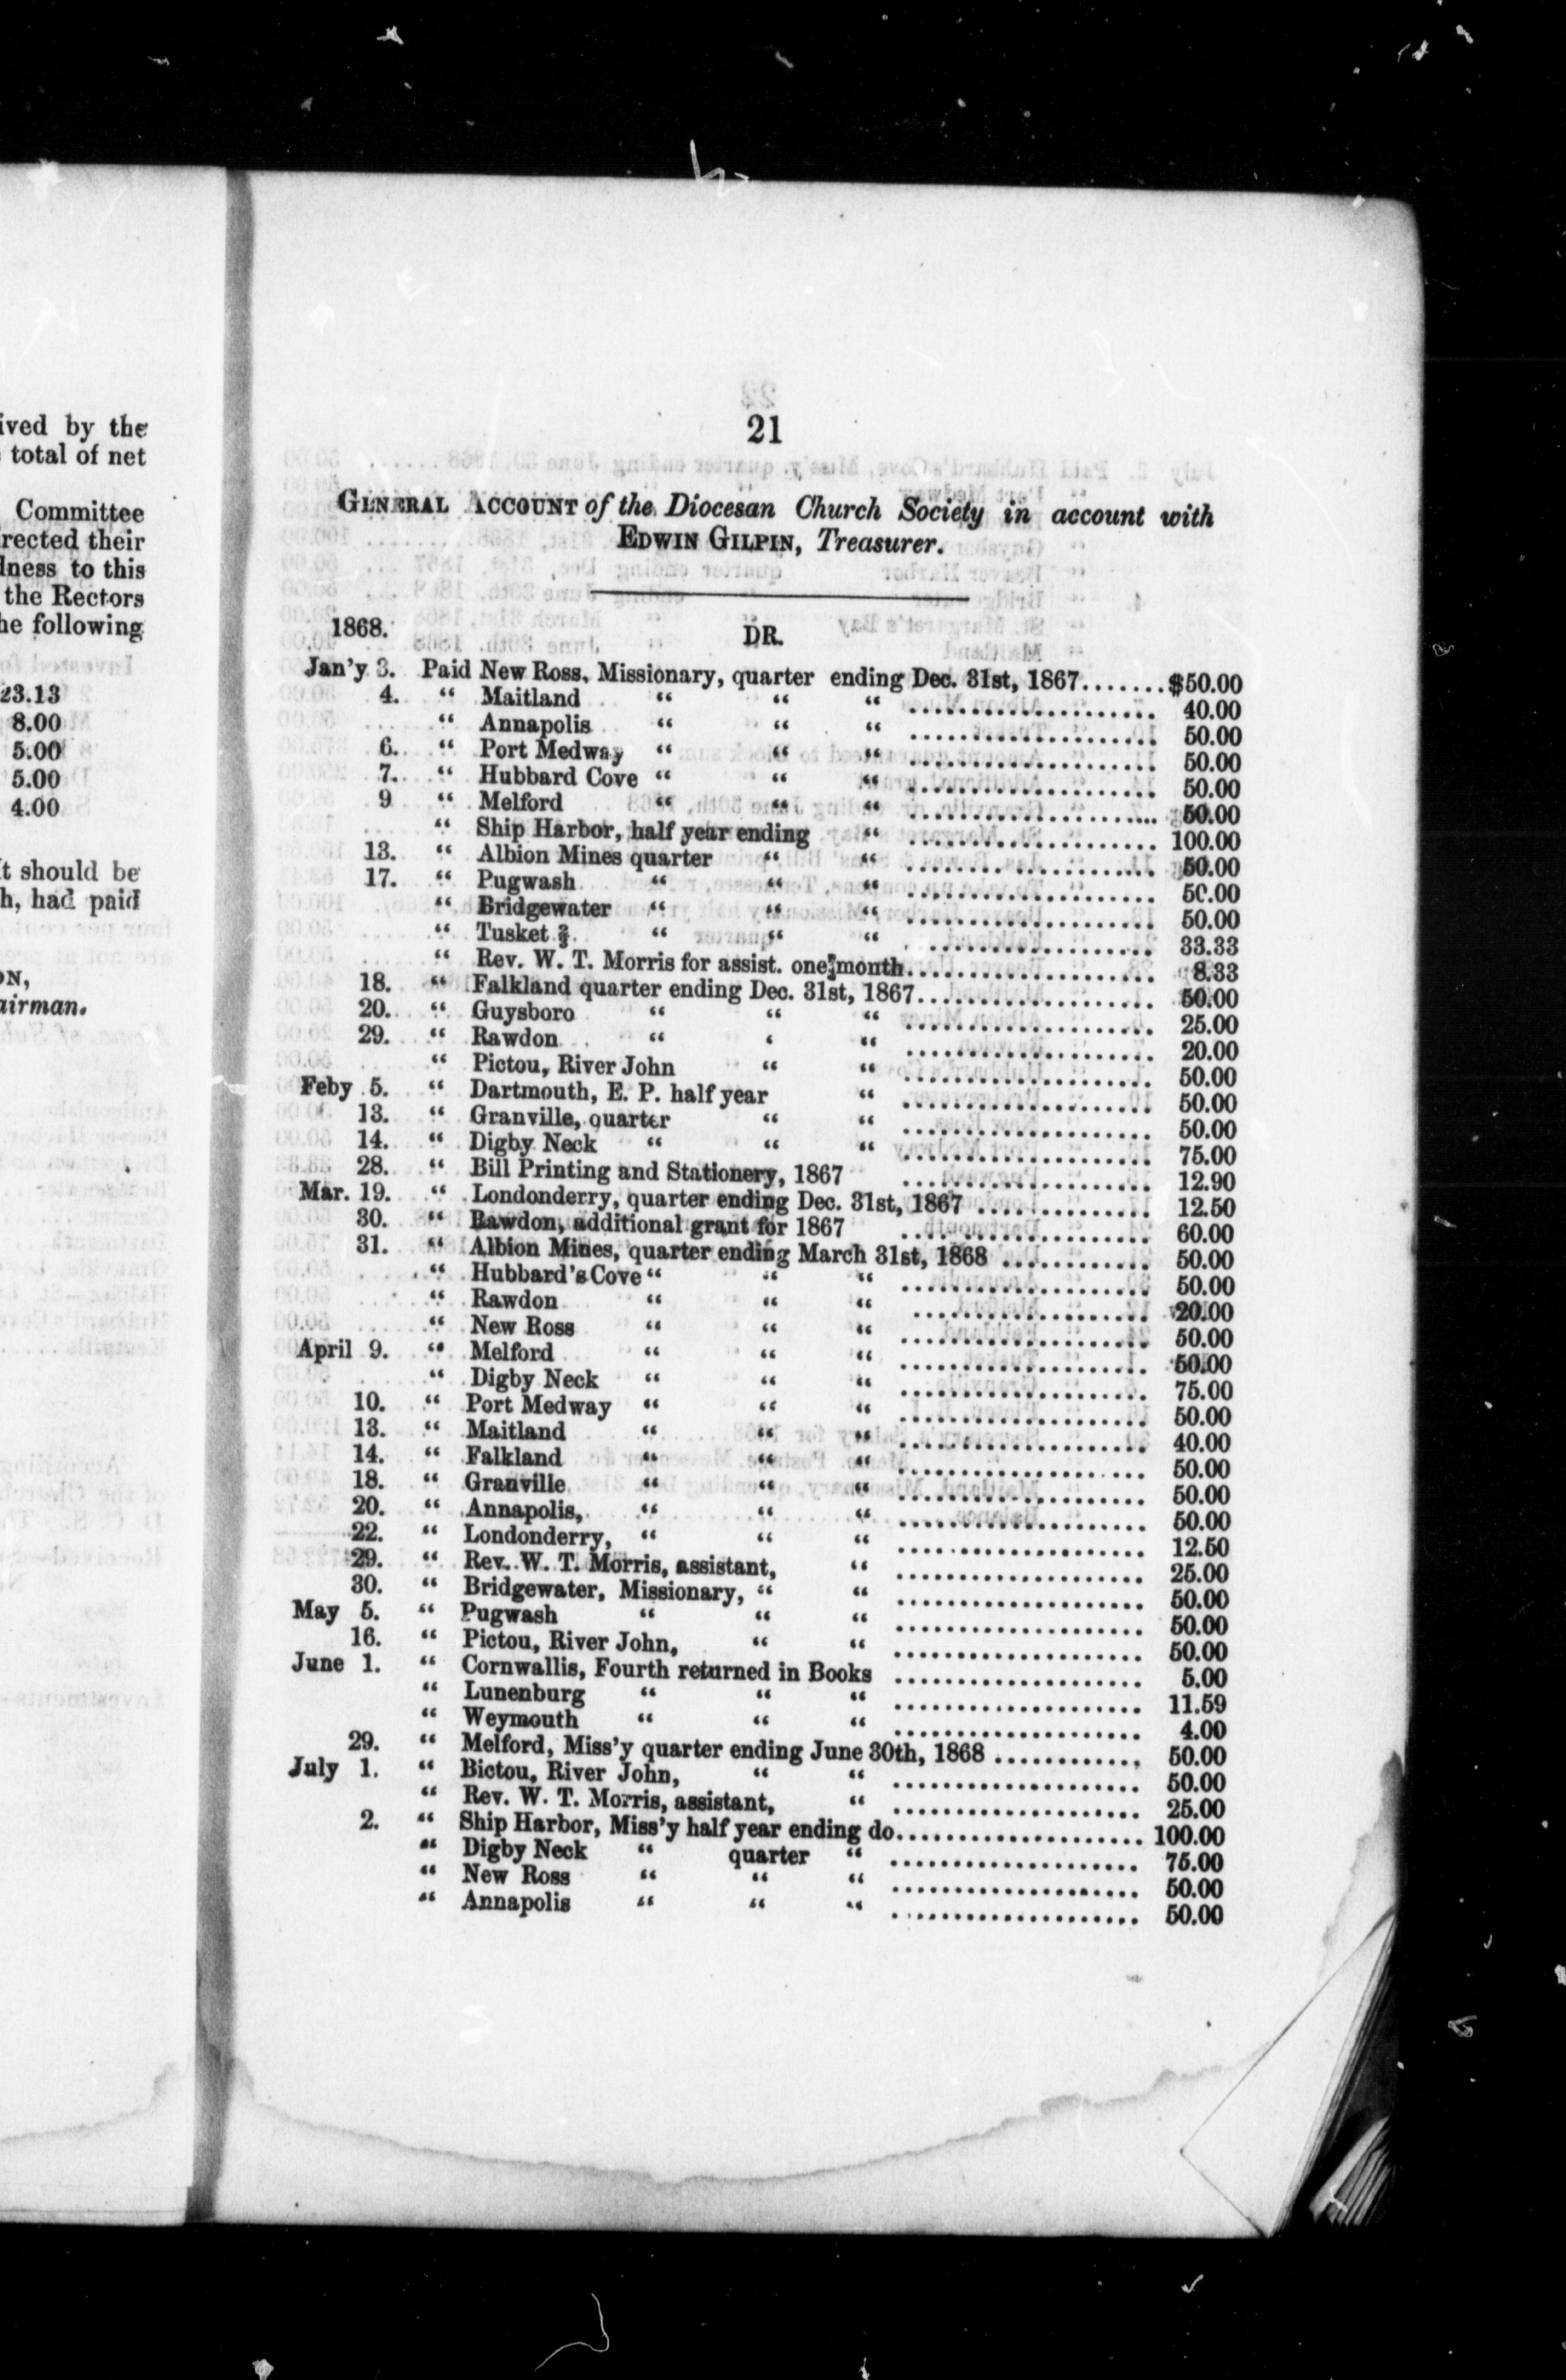 ived by the
total of net
Committee
rected their
lness to this
the Rectors
he following
23.13
8.00
5.00
5.00
4.00
t should be
h, had paid
ON,
airman.
21
GENERAL ACCOUNT of the Diocesan Church Society in account with
EDWIN GILPIN, Treasurer.
1868. DR.
Jan'y 3. Paid New Ross, Missionary, quarter ending Dec. 31st, 1867.......$50.00
4. “ Maitland “ “ “ .................... 40.00
“ Annapolis “ “ “ .................... 50.00
6. “ Port Medway “ “ “ .................... 50.00
7. “ Hubbard Cove “ “ “ .................... 50.00
9 “ Melford “ “ “ .................... 50.00
“ Ship Harbor, half year ending “ .................... 100.00
13. “ Albion Mines quarter “ “ .................... 50.00
17. “ Pugwash “ “ “ .................... 50.00
“ Bridgewater “ “ “ .................... 50.00
“ Tusket ⅔ “ “ “ .................... 33.33
“ Rev. W. T. Morris for assist. one month.................... 8.33
18. “ Falkland quarter ending Dec. 31st, 1867.................... 50.00
20. “ Guysboro “ “ “ .................... 25.00
29. “ Rawdon “ ‘ “ .................... 20.00
“ Pictou, River John “ “ .................... 50.00
Feby 5. “ Dartmouth, E. P. half year “ .................... 50.00
13. “ Granville, quarter “ “ .................... 50.00
14. “ Digby Neck “ “ “ .................... 75.00
28. “ Bill Printing and Stationery, 1867 .................... 12.90
Mar. 19. “ Londonderry, quarter ending Dec. 31st, 1867 .............. 12.50
30. “ Rawdon, additional grant for 1867 .................... 60.00
31. “ Albion Mines, quarter ending March 31st, 1868 ............ 50.00
“ Hubbard's Cove “ “ “ .................... 50.00
“ Rawdon “ “ “ .................... 20.00
“ New Ross “ “ “ .................... 50.00
April 9. “ Melford “ “ “ .................... 50.00
“ Digby Neck “ “ “ .................... 75.00
10. “ Port Medway “ “ “ .................... 50.00
13. “ Maitland “ “ “ .................... 40.00
14. “ Falkland “ “ “ .................... 50.00
18. “ Granville “ “ “ .................... 50.00
20. “ Annapolis, “ “ “ .................... 50.00
22. “ Londonderry, “ “ “ .................... 12.50
29. “ Rev. W. T. Morris, assistant, “ .................... 25.00
30. “ Bridgewater, Missionary, “ “ .................... 50.00
May 5. “ Pugwash “ “ “ .................... 50.00
16. “ Pictou, River John, “ “ .................... 50.00
June 1. “ Cornwallis, Fourth returned in Books .................... 5.00
“ Lunenburg “ “ “ .................... 11.59
“ Weymouth “ “ “ .................... 4.00
29. “ Melford, Miss'y quarter ending June 30th, 1868 ............ 50.00
July 1. “ Bictou, River John, “ “ .................... 50.00
“ Rev. W. T. Morris, assistant, “ .................... 25.00
2. “ Ship Harbor, Miss'y half year ending do.................... 100.00
“ Digby Neck “ quarter “ .................... 75.00
“ New Ross “ “ “ .................... 50.00
“ Annapolis “ “ “ .................... 50.00